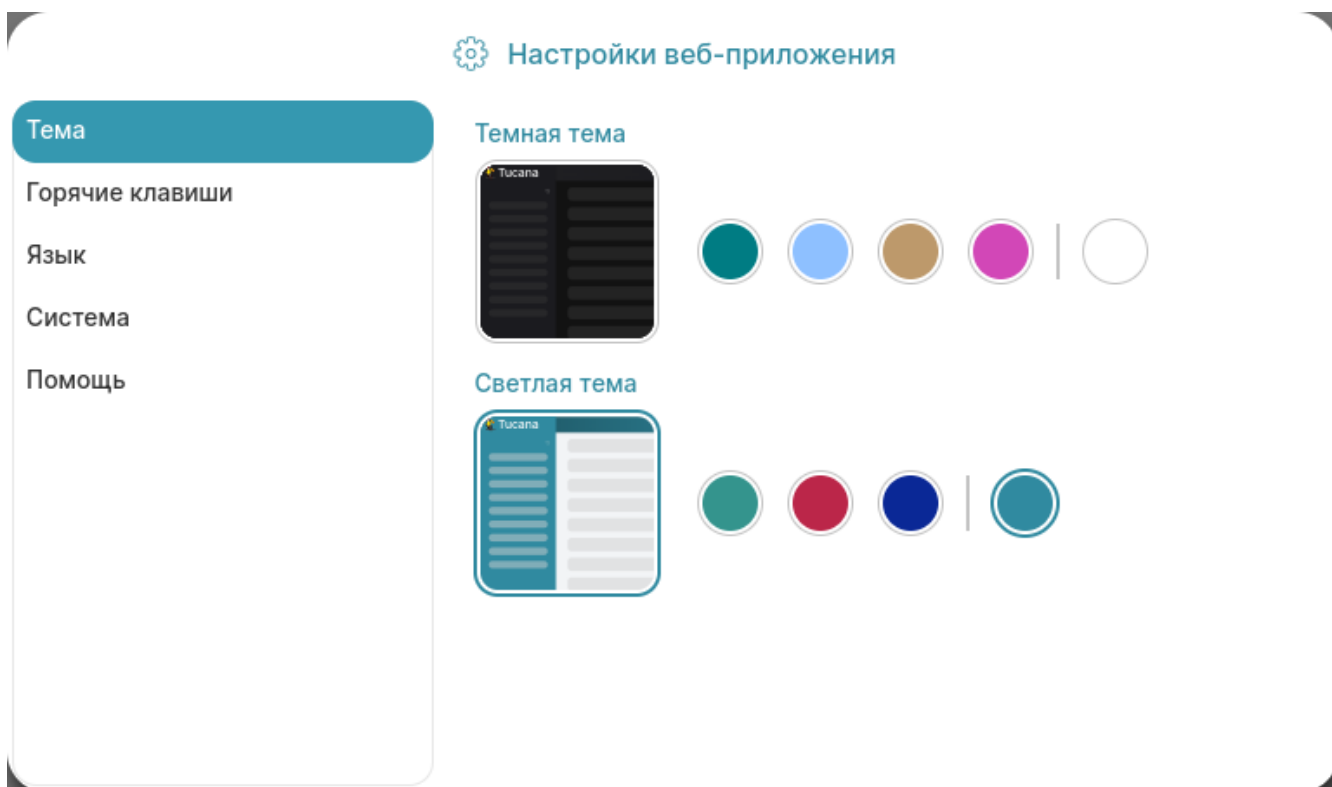 Настройки веб-приложения
Тема
Горячие клавиши
Язык
Система
Помощь
Темная тема
Tucana
Светлая тема
Tucana